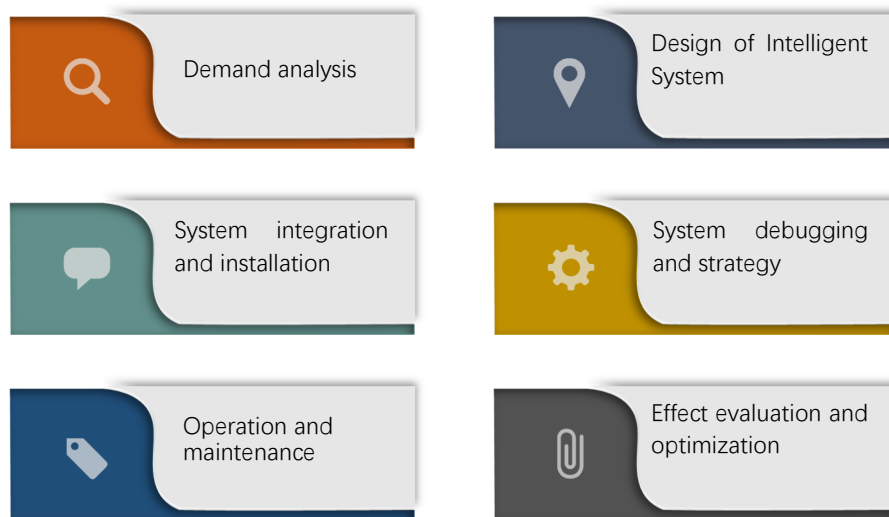 Demand analysis
Design of Intelligent
System
System integration
and installation
System debugging
and strategy
Operation and
maintenance
Effect evaluation and
optimization